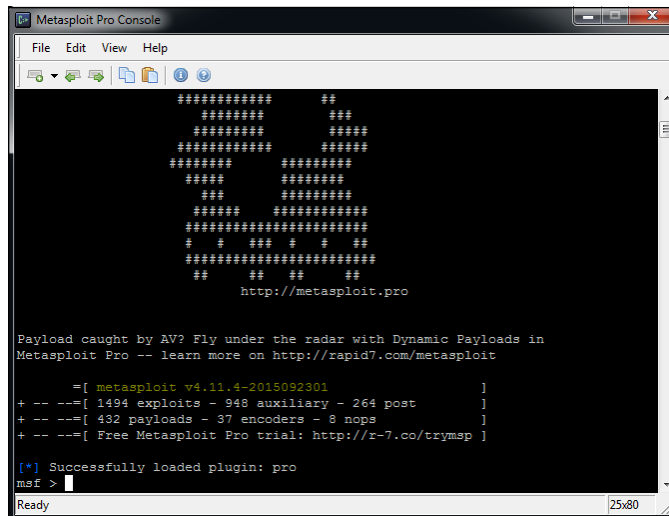 Metasploit Pro Console
File Edit View Help
############ ##
######## ###
######### #####
############ ######
######## #########
##### ########
### #########
###### ############
#######################
# # ### # # ##
########################
## ## ## ##
http://metasploit.pro
Payload caught by AV? Fly under the radar with Dynamic Payloads in
Metasploit Pro -- learn more on http://rapid7.com/metasploit
=[ metasploit v4.11.4-2015092301 ]
+ -- --=[ 1494 exploits - 948 auxiliary - 264 post ]
+ -- --=[ 432 payloads - 37 encoders - 8 nops ]
+ -- --=[ Free Metasploit Pro trial: http://r-7.co/trymsp ]
[*] Successfully loaded plugin: pro
msf >
Ready 25x80